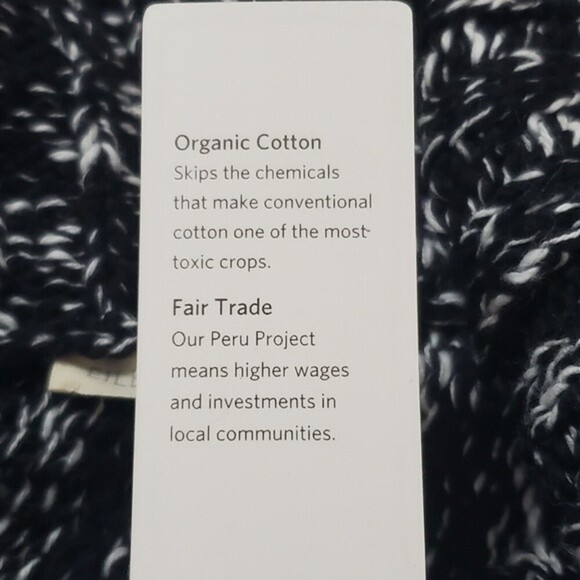 Organic Cotton
Skips the chemicals
that make conventional
cotton one of the most
toxic crops.
Fair Trade
Our Peru Project
means higher wages
and investments in
local communities.